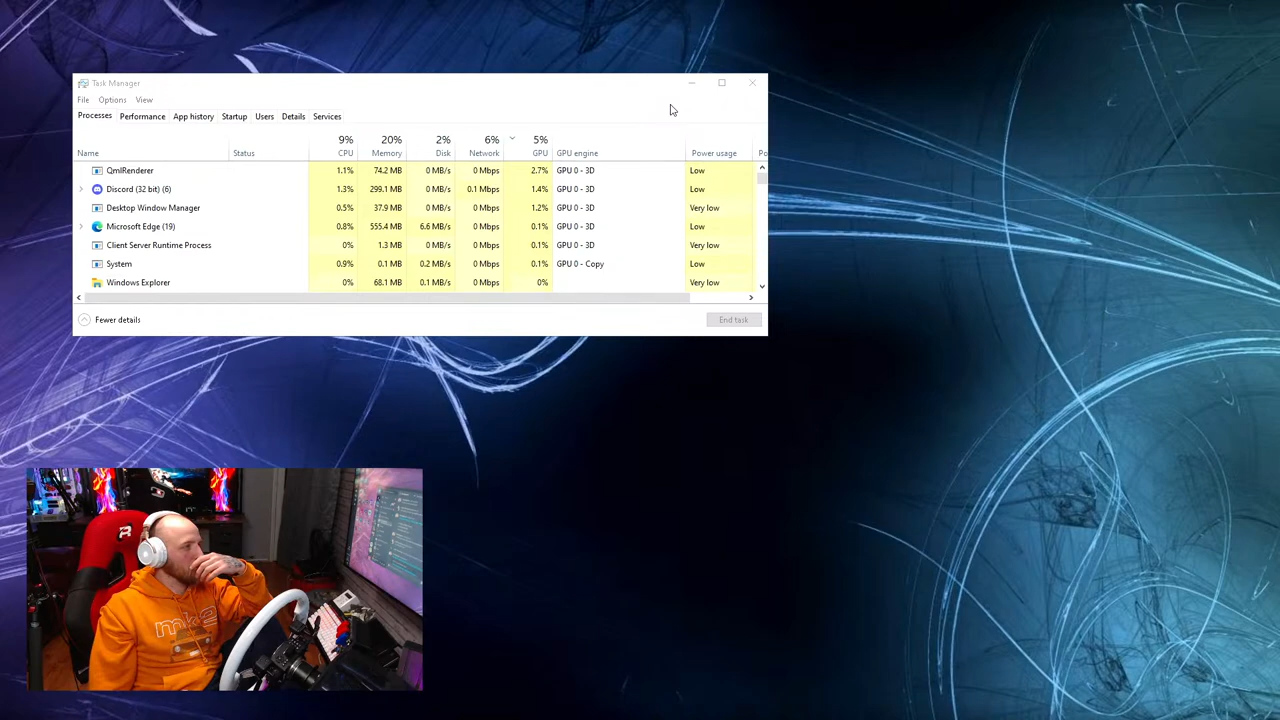 Task Manager
File Options View
Processes Performance App history Startup Users Details Services
9% 20% 2% 6% 5%
Name Status CPU Memory Disk Network GPU GPU engine Power usage Po
QmlRenderer 1.1% 74.2 MB 0 MB/s 0 Mbps 2.7% GPU 0 - 3D Low
Discord (32 bit) (6) 1.3% 299.1 MB 0 MB/s 0.1 Mbps 1.4% GPU 0 - 3D Low
Desktop Window Manager 0.5% 37.9 MB 0 MB/s 0 Mbps 1.2% GPU 0 - 3D Very low
Microsoft Edge (19) 0.8% 555.4 MB 6.6 MB/s 0 Mbps 0.1% GPU 0 - 3D Low
Client Server Runtime Process 0% 1.3 MB 0 MB/s 0 Mbps 0.1% GPU 0 - 3D Very low
System 0.9% 0.1 MB 0.2 MB/s 0 Mbps 0.1% GPU 0 - Copy Low
Windows Explorer 0% 68.1 MB 0.1 MB/s 0 Mbps 0% Very low
Fewer details End task
mk2